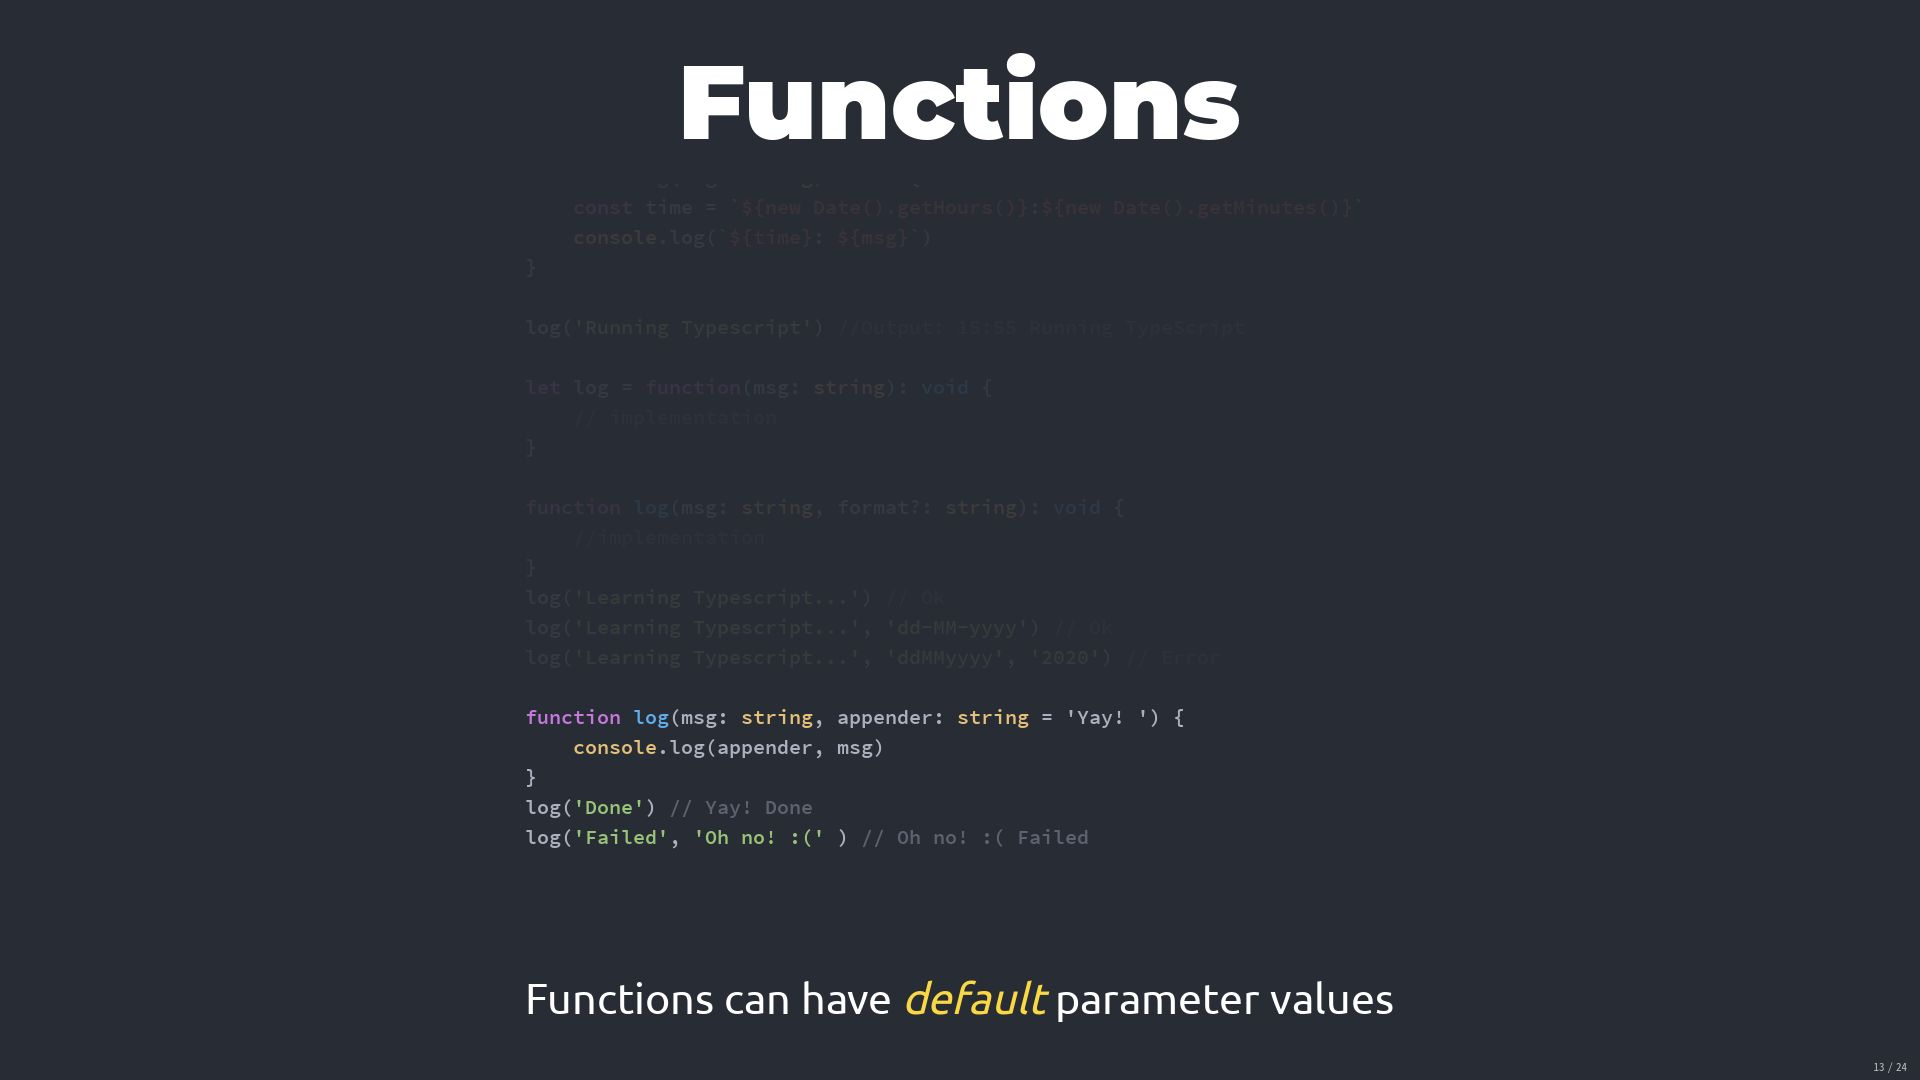 Functions
    const time = `${new Date().getHours()}:${new Date().getMinutes()}`
    console.log(`${time}: ${msg}`)
}
log('Running Typescript') //Output: 15:55 Running TypeScript
let log = function(msg: string): void {
    // implementation
}
function log(msg: string, format?: string): void {
    //implementation
}
log('Learning Typescript...') // Ok
log('Learning Typescript...', 'dd-MM-yyyy') // Ok
log('Learning Typescript...', 'ddMMyyyy', '2020') // Error
function log(msg: string, appender: string = 'Yay! ') {
    console.log(appender, msg)
}
log('Done') // Yay! Done
log('Failed', 'Oh no! :(' ) // Oh no! :( Failed
Functions can have default parameter values
13 / 24